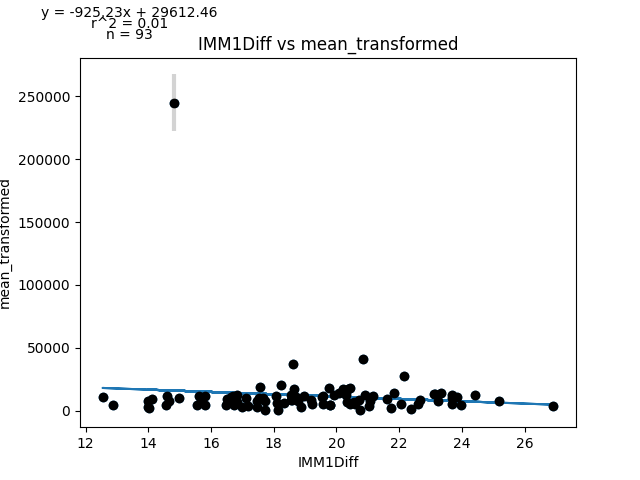 y = -925.23x + 29612.46
r^2 = 0.01
n = 93
IMM1Diff vs mean_transformed
250000
200000
150000
100000
50000
0
mean_transformed
12 14 16 18 20 22 24 26
IMM1Diff